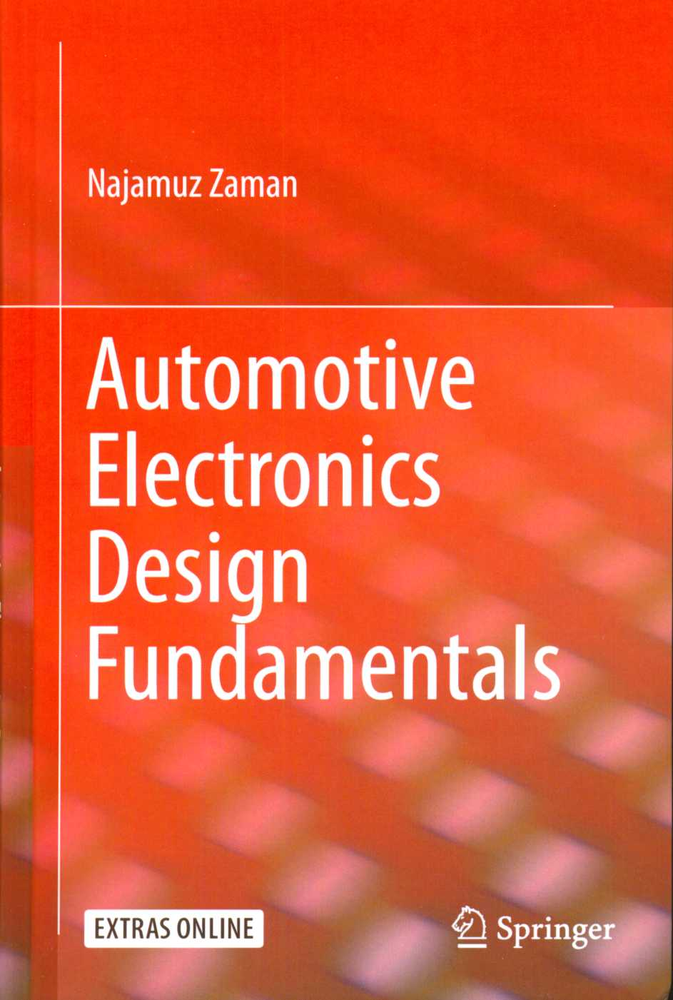 Najamuz Zaman
Automotive
Electronics
Design
Fundamentals
EXTRAS ONLINE
Springer